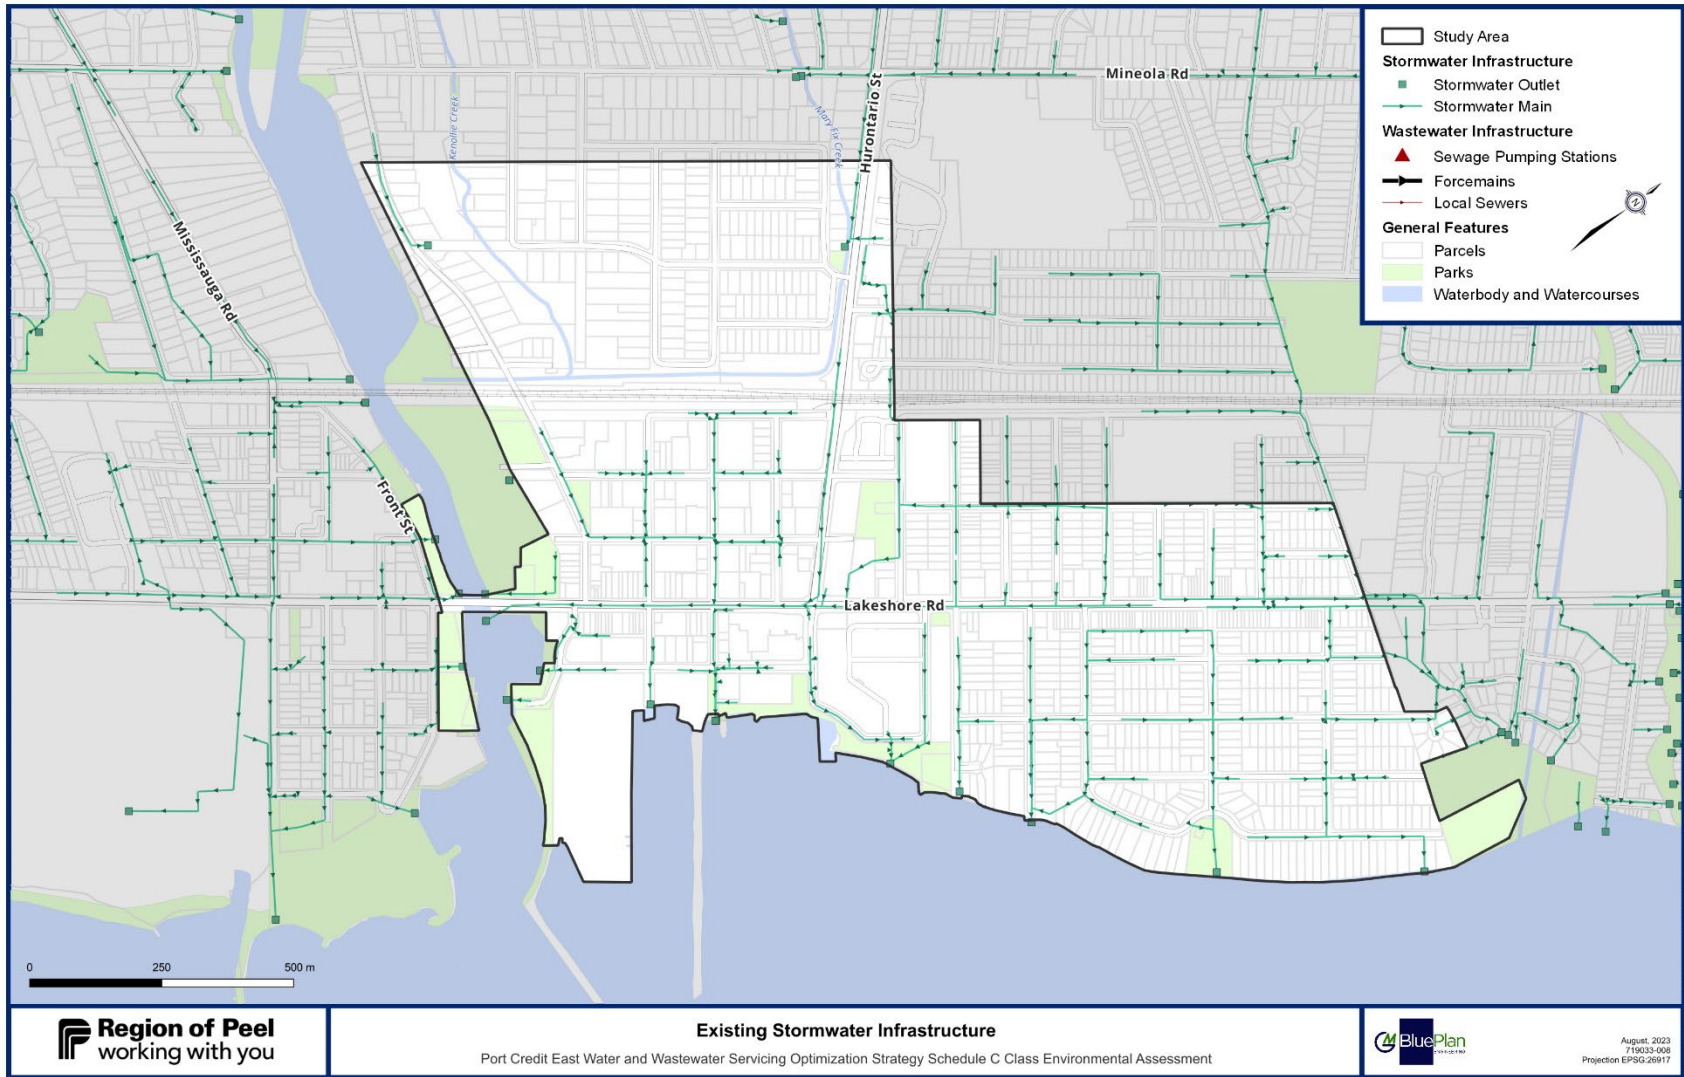 Mineola Rd
Hurontario St
Kenollie Creek
Mary Fix Creek
Mississauga Rd
Front St
Lakeshore Rd
Study Area
Stormwater Infrastructure
Stormwater Outlet
Stormwater Main
Wastewater Infrastructure
Sewage Pumping Stations
Forcemains
Local Sewers
General Features
Parcels
Parks
Waterbody and Watercourses
N
0 250 500 m
Region of Peel
working with you
Existing Stormwater Infrastructure
Port Credit East Water and Wastewater Servicing Optimization Strategy Schedule C Class Environmental Assessment
GM BluePlan
ENGINEERING
August, 2023
719033-008
Projection EPSG:26917